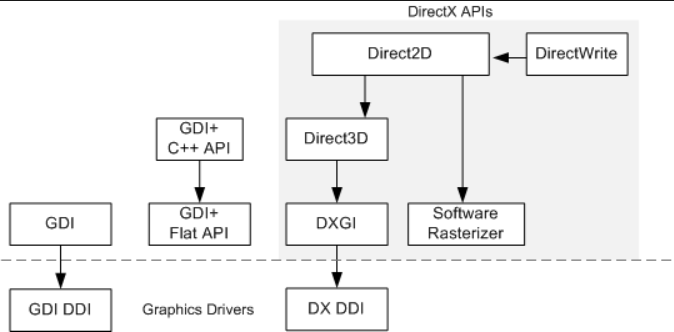 DirectX APIs
Direct2D
DirectWrite
GDI+
C++ API
Direct3D
GDI
GDI+
Flat API
DXGI
Software
Rasterizer
GDI DDI
Graphics Drivers
DX DDI